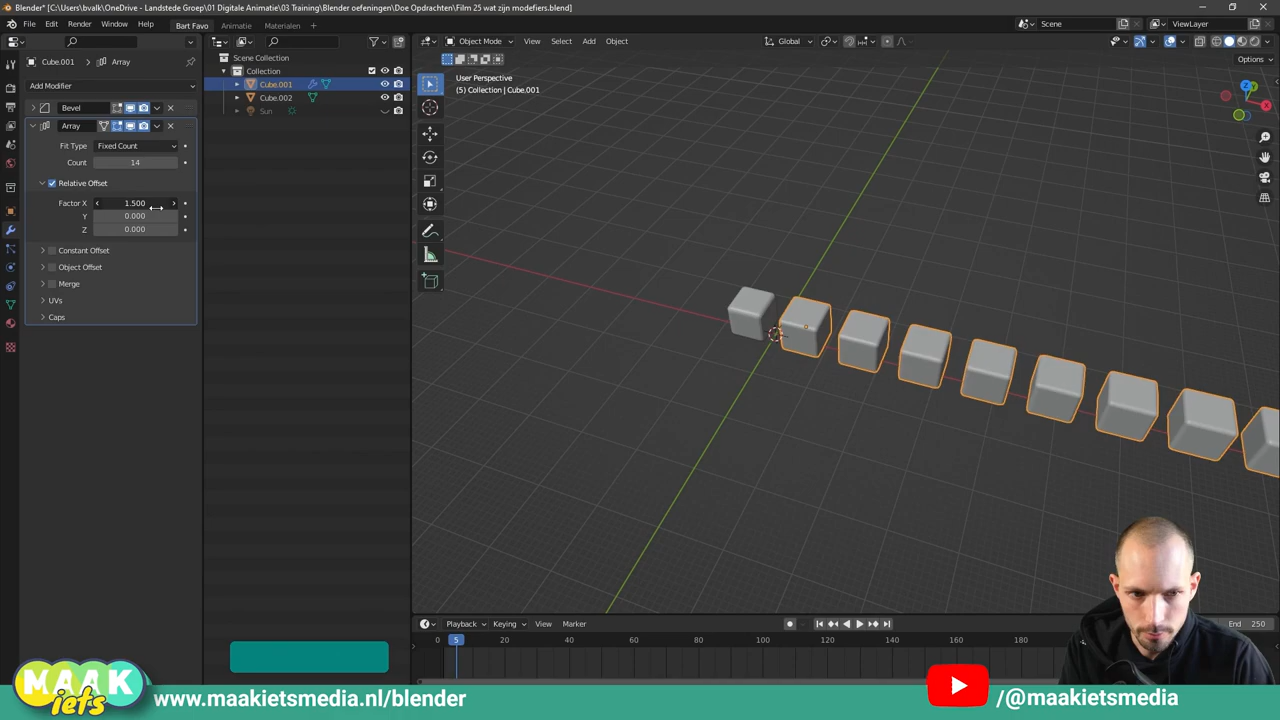 Blender* [C:\Users\bvalk\OneDrive - Landstede Groep\01 Digitale Animatie\03 Training\Blender oefeningen\Doe Opdrachten\Film 25 wat zijn modefiers.blend]
File Edit Render Window Help Bart Favo Animatie Materialen Scene ViewLayer
Object Mode View Select Add Object Global
Options
Cube.001 > Array
Add Modifier
Bevel
Array
Fit Type Fixed Count
Count 14
Relative Offset
Factor X 1.500
Y 0.000
Z 0.000
Constant Offset
Object Offset
Merge
UVs
Caps
Scene Collection
Collection
Cube.001
Cube.002
Sun
User Perspective
(5) Collection | Cube.001
Z
Y
X
Playback Keying View Marker End 250
0 5 20 40 60 80 100 120 140 160 180
MAAK
iets
www.maakietsmedia.nl/blender
/@maakietsmedia